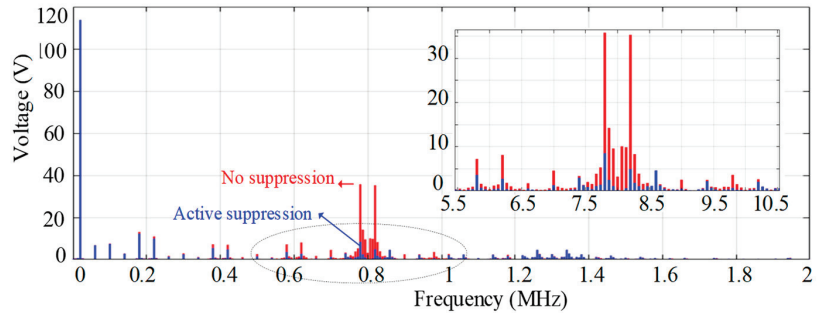 120
100
80
60
40
20
0
Voltage (V)
No suppression
Active suppression
0 0.2 0.4 0.6 0.8 1 1.2 1.4 1.6 1.8 2
Frequency (MHz)
30
20
10
0
5.5 6.5 7.5 8.5 9.5 10.5